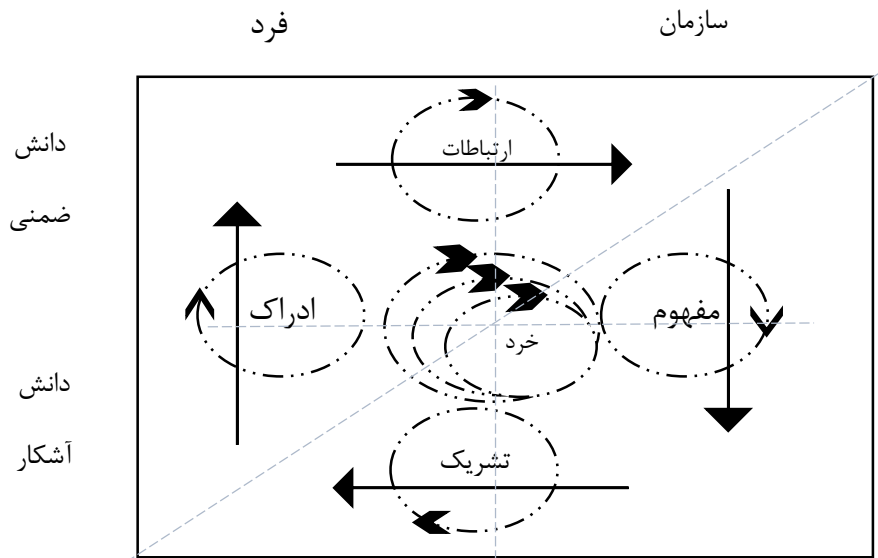 سازمان
فرد
دانش
ضمنی
ارتباطات
ادراک
مفهوم
خرد
دانش
آشکار
تشریک